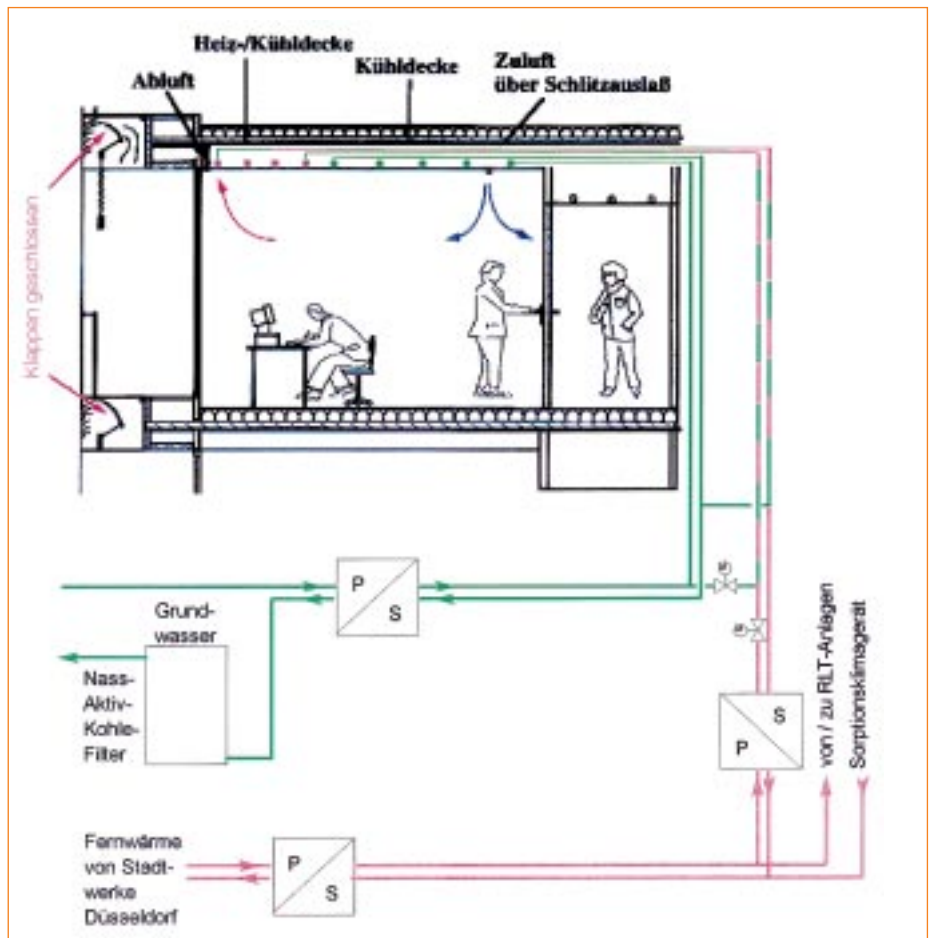 Heiz-/Kühldecke
Abluft
Kühldecke
Zuluft
über Schlitzauslaß
Klappen geschlossen
P
S
Grund-
wasser
Nass-
Aktiv-
Kohle-
Filter
S
P
von / zu RLT-Anlagen
Sorptionsklimagerät
Fernwärme
von Stadt-
werke
Düsseldorf
P
S